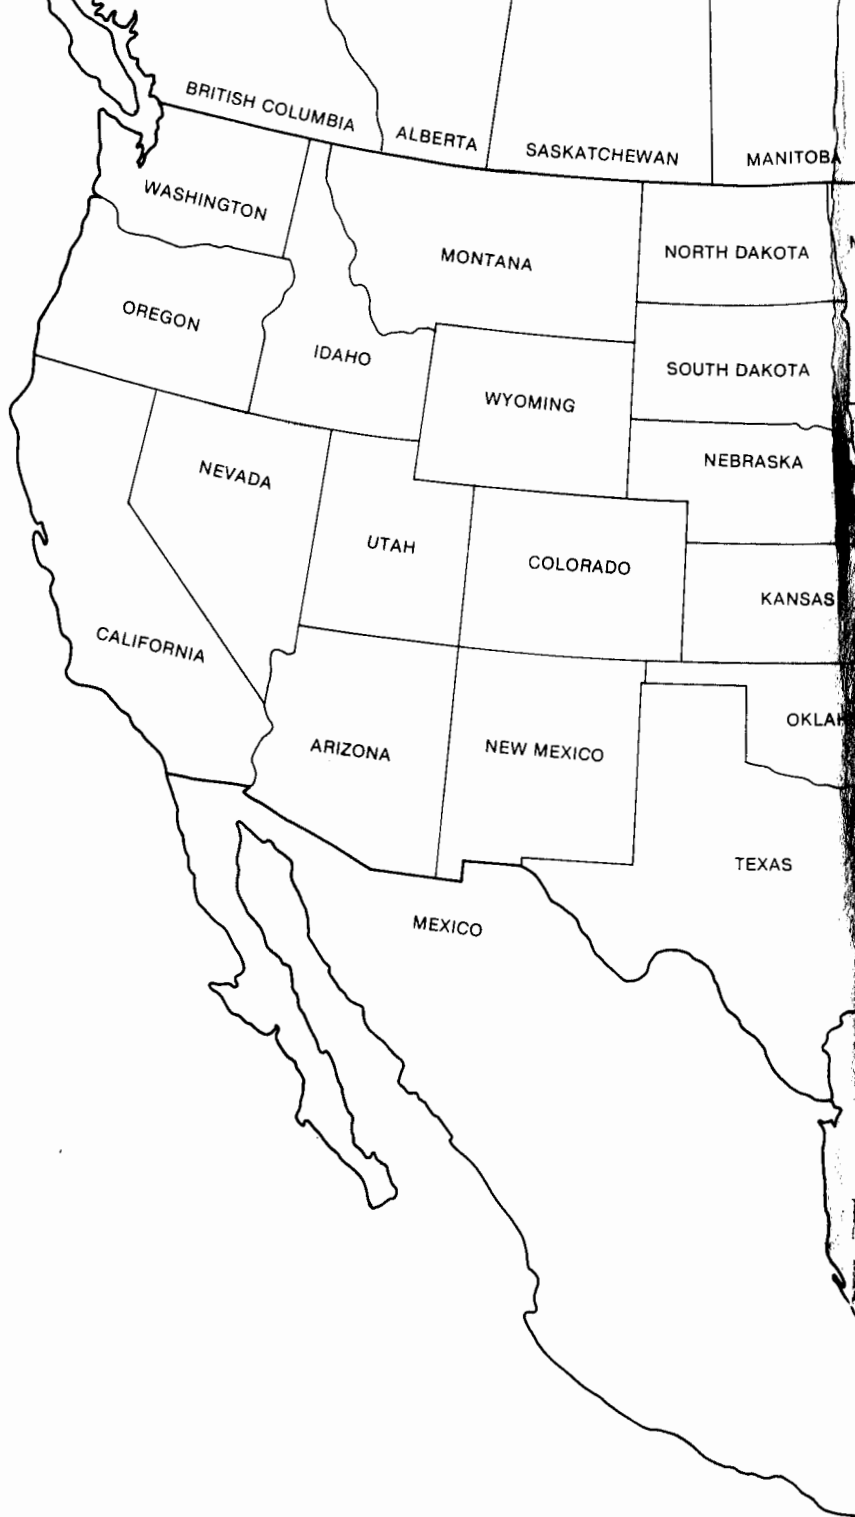 BRITISH COLUMBIA
ALBERTA
SASKATCHEWAN
MANITOBA
WASHINGTON
MONTANA
NORTH DAKOTA
OREGON
IDAHO
SOUTH DAKOTA
WYOMING
NEBRASKA
NEVADA
UTAH
COLORADO
KANSAS
CALIFORNIA
ARIZONA
NEW MEXICO
OKLAH
TEXAS
MEXICO